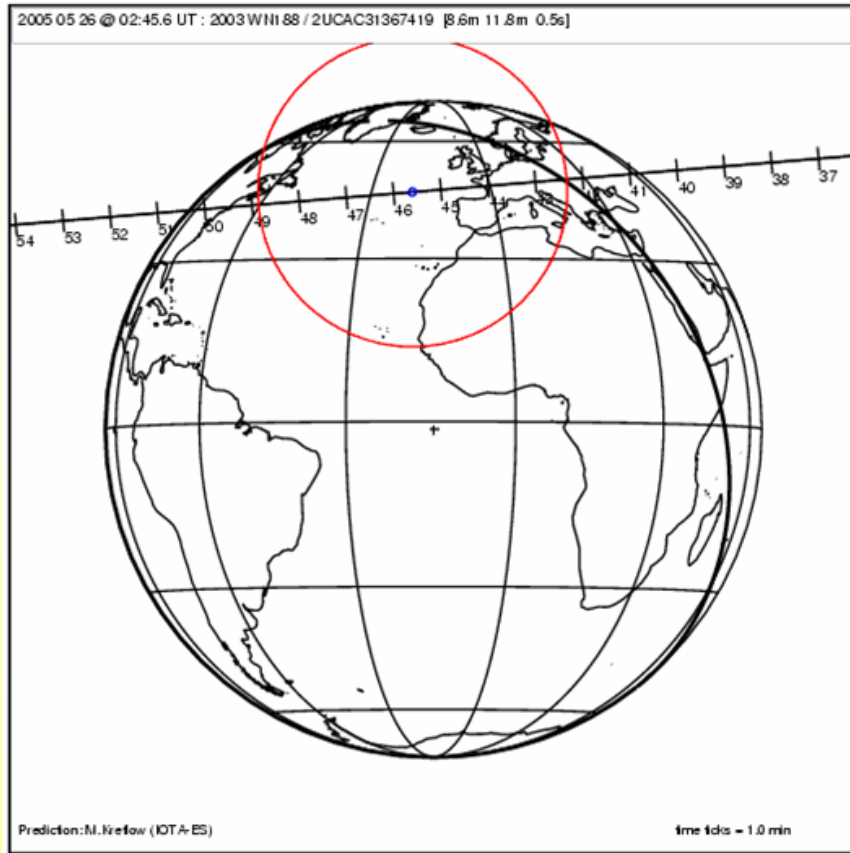 2005 05 26 @ 02:45.6 UT : 2003 WN188 / 2UCAC31367419 [8.6m 11.8m 0.5s]
54 53 52 51 50 49 48 47 46 45 44 41 40 39 38 37
Prediction: M. Kretlow (IOTA-ES)
time ticks = 1.0 min